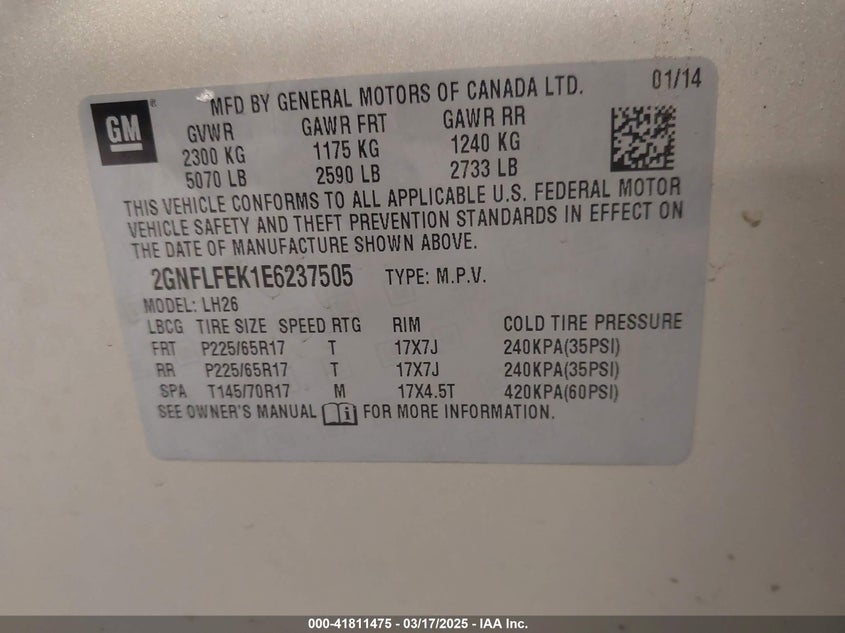 GM ®
MFD BY GENERAL MOTORS OF CANADA LTD. 01/14
GVWR GAWR FRT GAWR RR
2300 KG 1175 KG 1240 KG
5070 LB 2590 LB 2733 LB
THIS VEHICLE CONFORMS TO ALL APPLICABLE U.S. FEDERAL MOTOR
VEHICLE SAFETY AND THEFT PREVENTION STANDARDS IN EFFECT ON
THE DATE OF MANUFACTURE SHOWN ABOVE.
2GNFLFEK1E6237505 TYPE: M.P.V.
MODEL: LH26
LBCG TIRE SIZE SPEED RTG RIM COLD TIRE PRESSURE
FRT P225/65R17 T 17X7J 240KPA(35PSI)
RR P225/65R17 T 17X7J 240KPA(35PSI)
SPA T145/70R17 M 17X4.5T 420KPA(60PSI)
SEE OWNER'S MANUAL i FOR MORE INFORMATION.
000-41811475 - 03/17/2025 - IAA Inc.